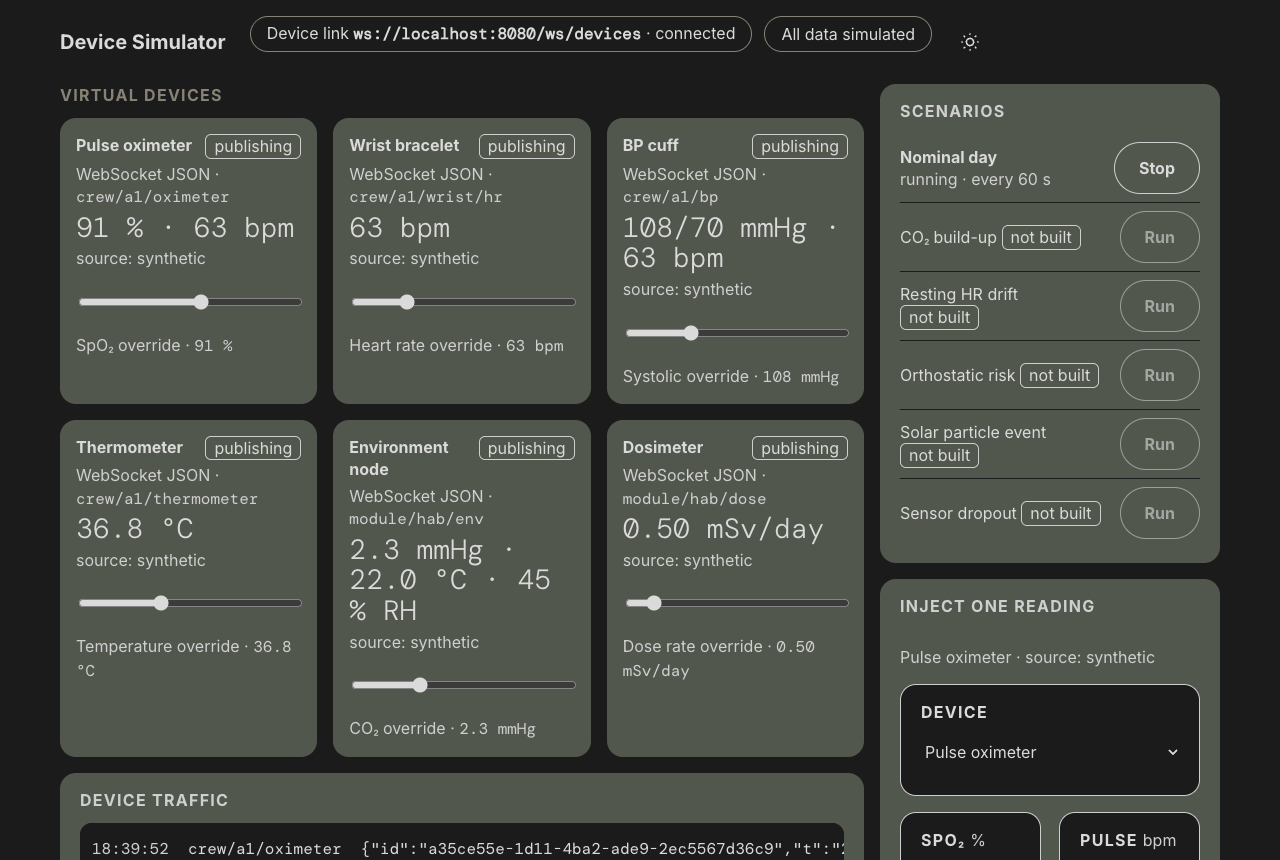 Device Simulator
Device link ws://localhost:8080/ws/devices · connected
All data simulated
VIRTUAL DEVICES
Pulse oximeter
publishing
WebSocket JSON ·
crew/a1/oximeter
91 % · 63 bpm
source: synthetic
SpO₂ override · 91 %
Wrist bracelet
publishing
WebSocket JSON ·
crew/a1/wrist/hr
63 bpm
source: synthetic
Heart rate override · 63 bpm
BP cuff
publishing
WebSocket JSON ·
crew/a1/bp
108/70 mmHg ·
63 bpm
source: synthetic
Systolic override · 108 mmHg
Thermometer
publishing
WebSocket JSON ·
crew/a1/thermometer
36.8 °C
source: synthetic
Temperature override · 36.8
°C
Environment
node
publishing
WebSocket JSON ·
module/hab/env
2.3 mmHg ·
22.0 °C · 45
% RH
source: synthetic
CO₂ override · 2.3 mmHg
Dosimeter
publishing
WebSocket JSON ·
module/hab/dose
0.50 mSv/day
source: synthetic
Dose rate override · 0.50
mSv/day
DEVICE TRAFFIC
18:39:52 crew/a1/oximeter {"id":"a35ce55e-1d11-4ba2-ade9-2ec5567d36c9","t":"
SCENARIOS
Nominal day
running · every 60 s
Stop
CO₂ build-up not built
Run
Resting HR drift
not built
Run
Orthostatic risk not built
Run
Solar particle event
not built
Run
Sensor dropout not built
Run
INJECT ONE READING
Pulse oximeter · source: synthetic
DEVICE
Pulse oximeter
SPO₂ %
PULSE bpm